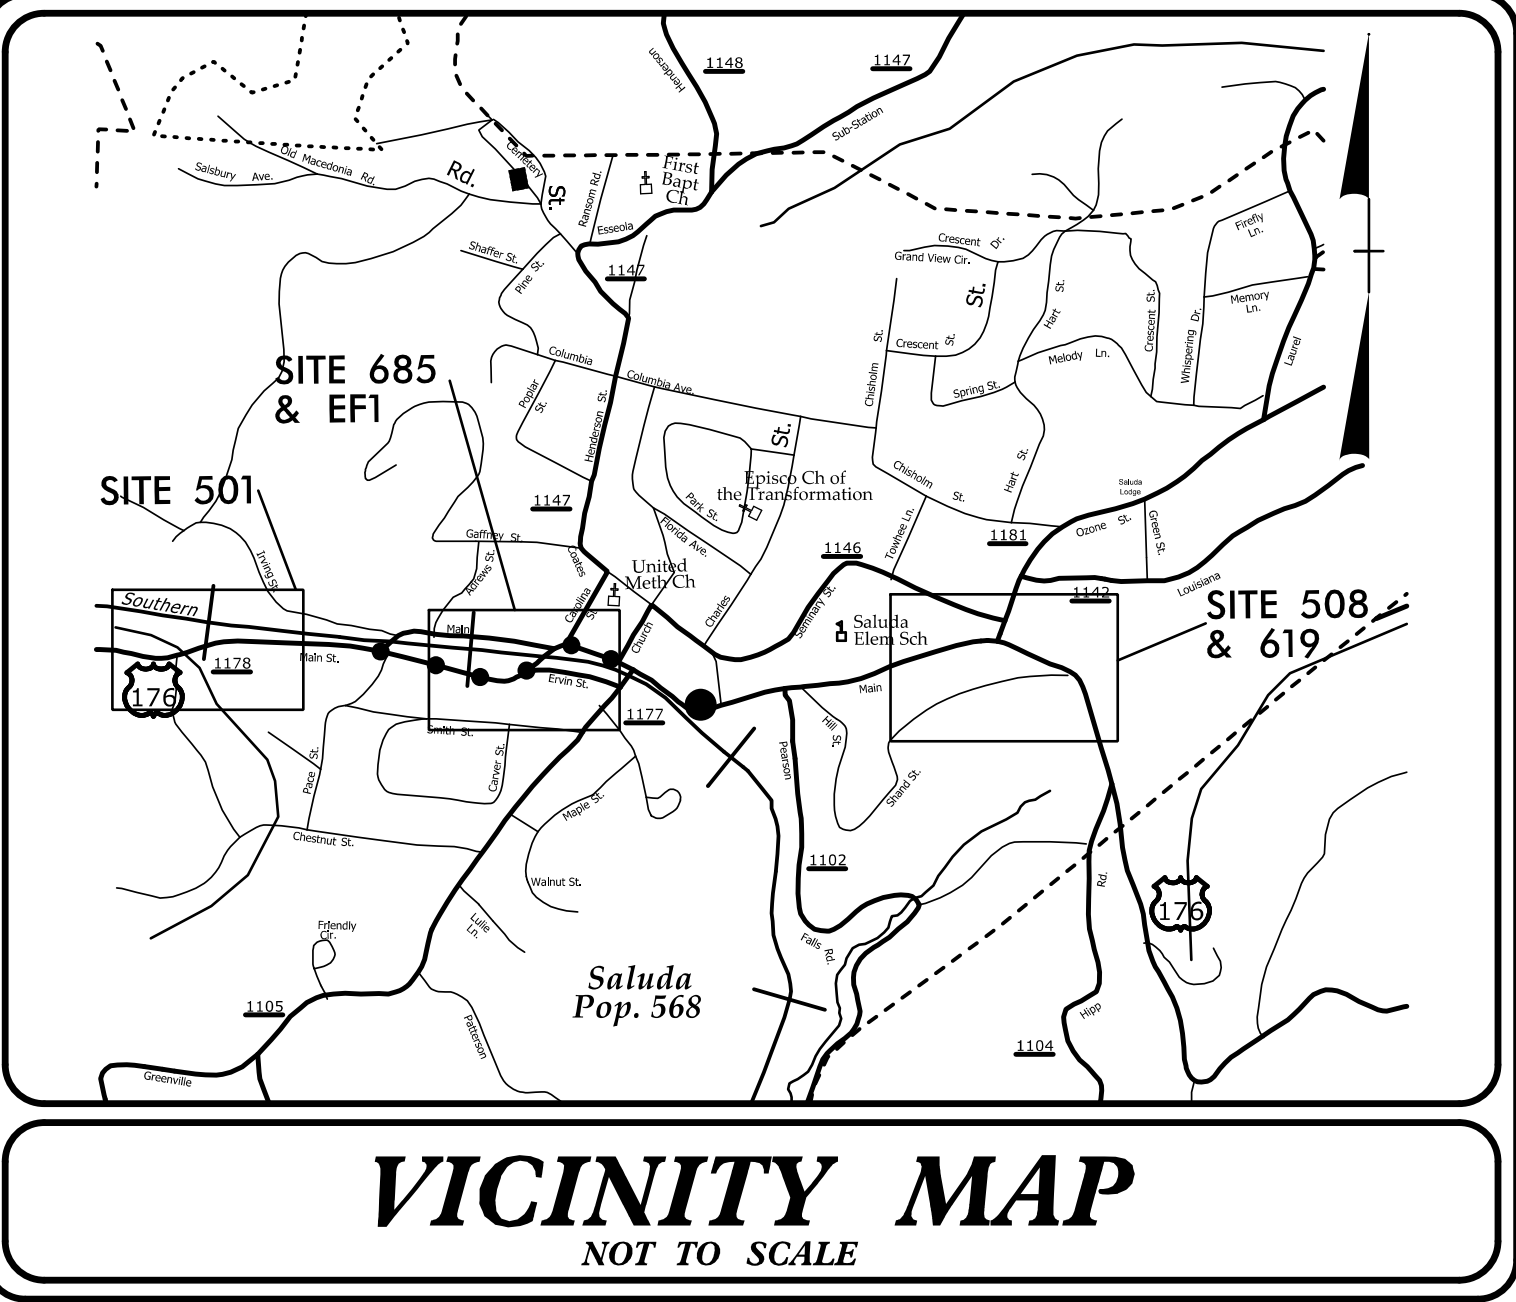 1148
1147
Henderson
Sub-Station
Old Macedonia Rd.
Salsbury Ave.
Rd.
Cemetery
St.
Ransom Rd.
First
Bapt
Ch
Esseola
Shaffer St.
Pine St.
1147
Crescent Dr.
Grand View Cir.
St.
Firefly
Ln.
Memory
Ln.
Hart St.
Crescent St.
Whispering Dr.
Laurel
Chisholm St.
Crescent St.
Melody Ln.
Spring St.
Columbia
Columbia Ave.
Poplar
St.
Henderson St.
SITE 685
& EF1
St.
SITE 501
Episco Ch of
the Transformation
Park St.
Chisholm St.
Hart St.
Saluda
Lodge
1147
Florida Ave.
Towhee Ln.
1181
Ozone St.
Green St.
Gaffney St.
Coates
1146
Irving St.
Adrews St.
United
Meth Ch
Louisiana
1142
Southern
Carolina
St.
Charles
Seminary St.
Saluda
Elem Sch
SITE 508
& 619
Main
Church
1178
Main St.
176
Ervin St.
Main
1177
Smith St.
Hill
St.
Pace St.
Carver St.
Pearson
Shand St.
Maple St.
Chestnut St.
1102
Walnut St.
Rd.
176
Friendly
Cir.
Lulie
Ln.
Falls Rd.
Saluda
Pop. 568
1105
Patterson
Hipp
1104
Greenville
VICINITY MAP
NOT TO SCALE